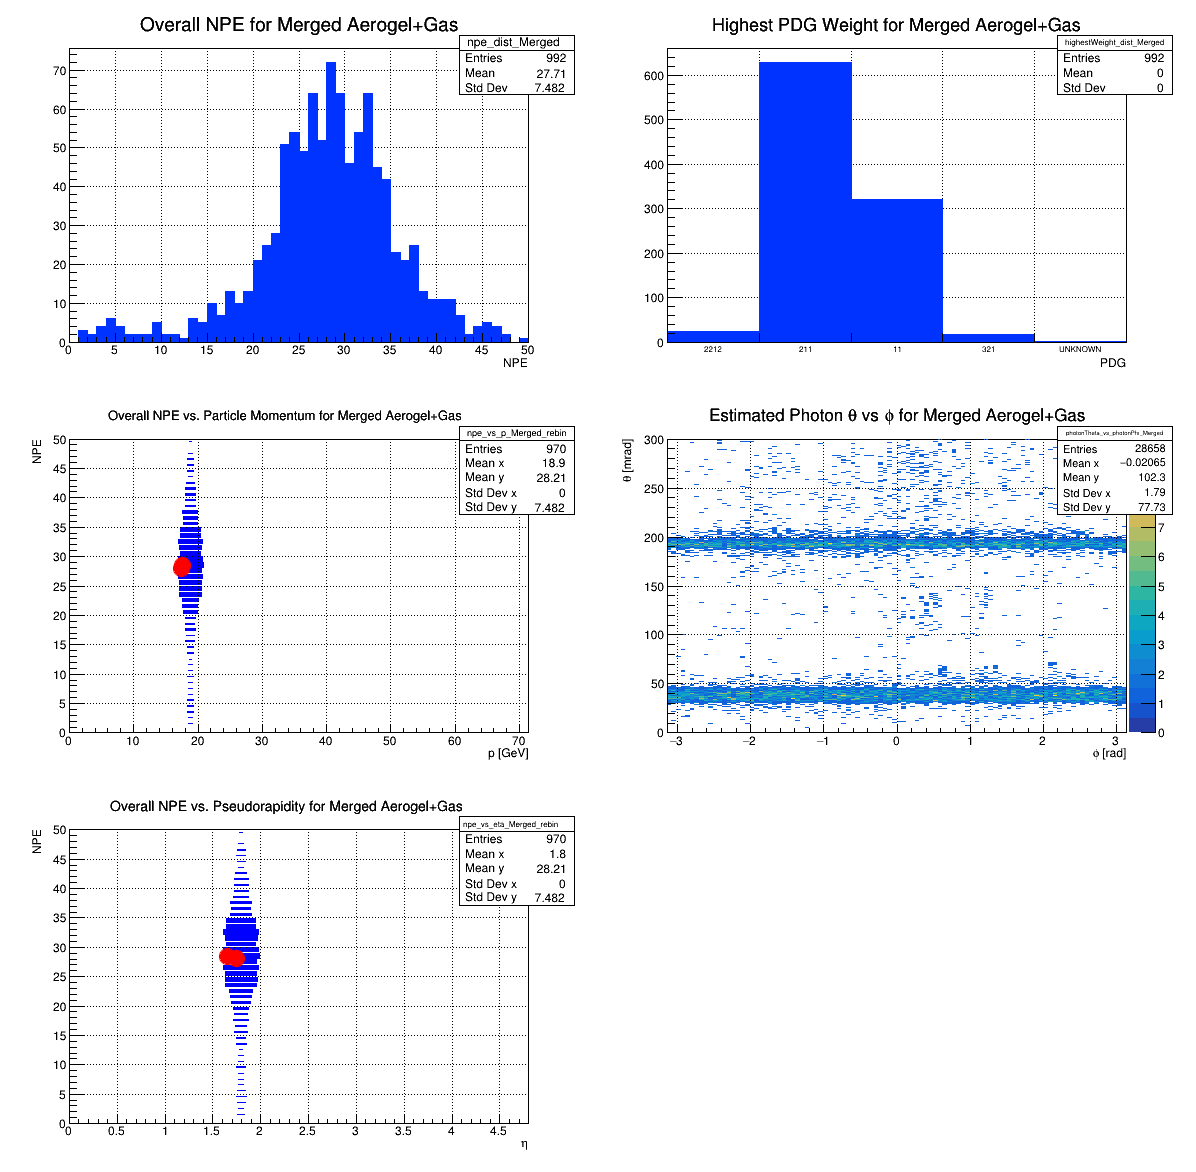 Overall NPE for Merged Aerogel+Gas
npe_dist_Merged
Entries 992
Mean 27.71
Std Dev 7.482
70
60
50
40
30
20
10
0
0 5 10 15 20 25 30 35 40 45 50
NPE
Highest PDG Weight for Merged Aerogel+Gas
highestWeight_dist_Merged
Entries 992
Mean 0
Std Dev 0
600
500
400
300
200
100
0
2212 211 11 321 UNKNOWN
PDG
Overall NPE vs. Particle Momentum for Merged Aerogel+Gas
npe_vs_p_Merged_rebin
Entries 970
Mean x 18.9
Mean y 28.21
Std Dev x 0
Std Dev y 7.482
NPE
50
45
40
35
30
25
20
15
10
5
0
0 10 20 30 40 50 60 70
p [GeV]
Estimated Photon θ vs ϕ for Merged Aerogel+Gas
photonTheta_vs_photonPhi_Merged
Entries 28658
Mean x −0.02065
Mean y 102.3
Std Dev x 1.79
Std Dev y 77.73
θ [mrad]
300
250
200
150
100
50
0
−3 −2 −1 0 1 2 3
ϕ [rad]
7
6
5
4
3
2
1
0
Overall NPE vs. Pseudorapidity for Merged Aerogel+Gas
npe_vs_eta_Merged_rebin
Entries 970
Mean x 1.8
Mean y 28.21
Std Dev x 0
Std Dev y 7.482
NPE
50
45
40
35
30
25
20
15
10
5
0
0 0.5 1 1.5 2 2.5 3 3.5 4 4.5
η